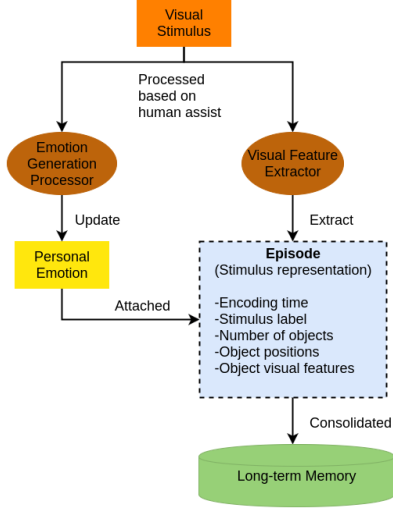 Visual
Stimulus
Processed
based on
human assist
Emotion
Generation
Processor
Visual Feature
Extractor
Update
Extract
Personal
Emotion
Attached
Episode
(Stimulus representation)
-Encoding time
-Stimulus label
-Number of objects
-Object positions
-Object visual features
Consolidated
Long-term Memory